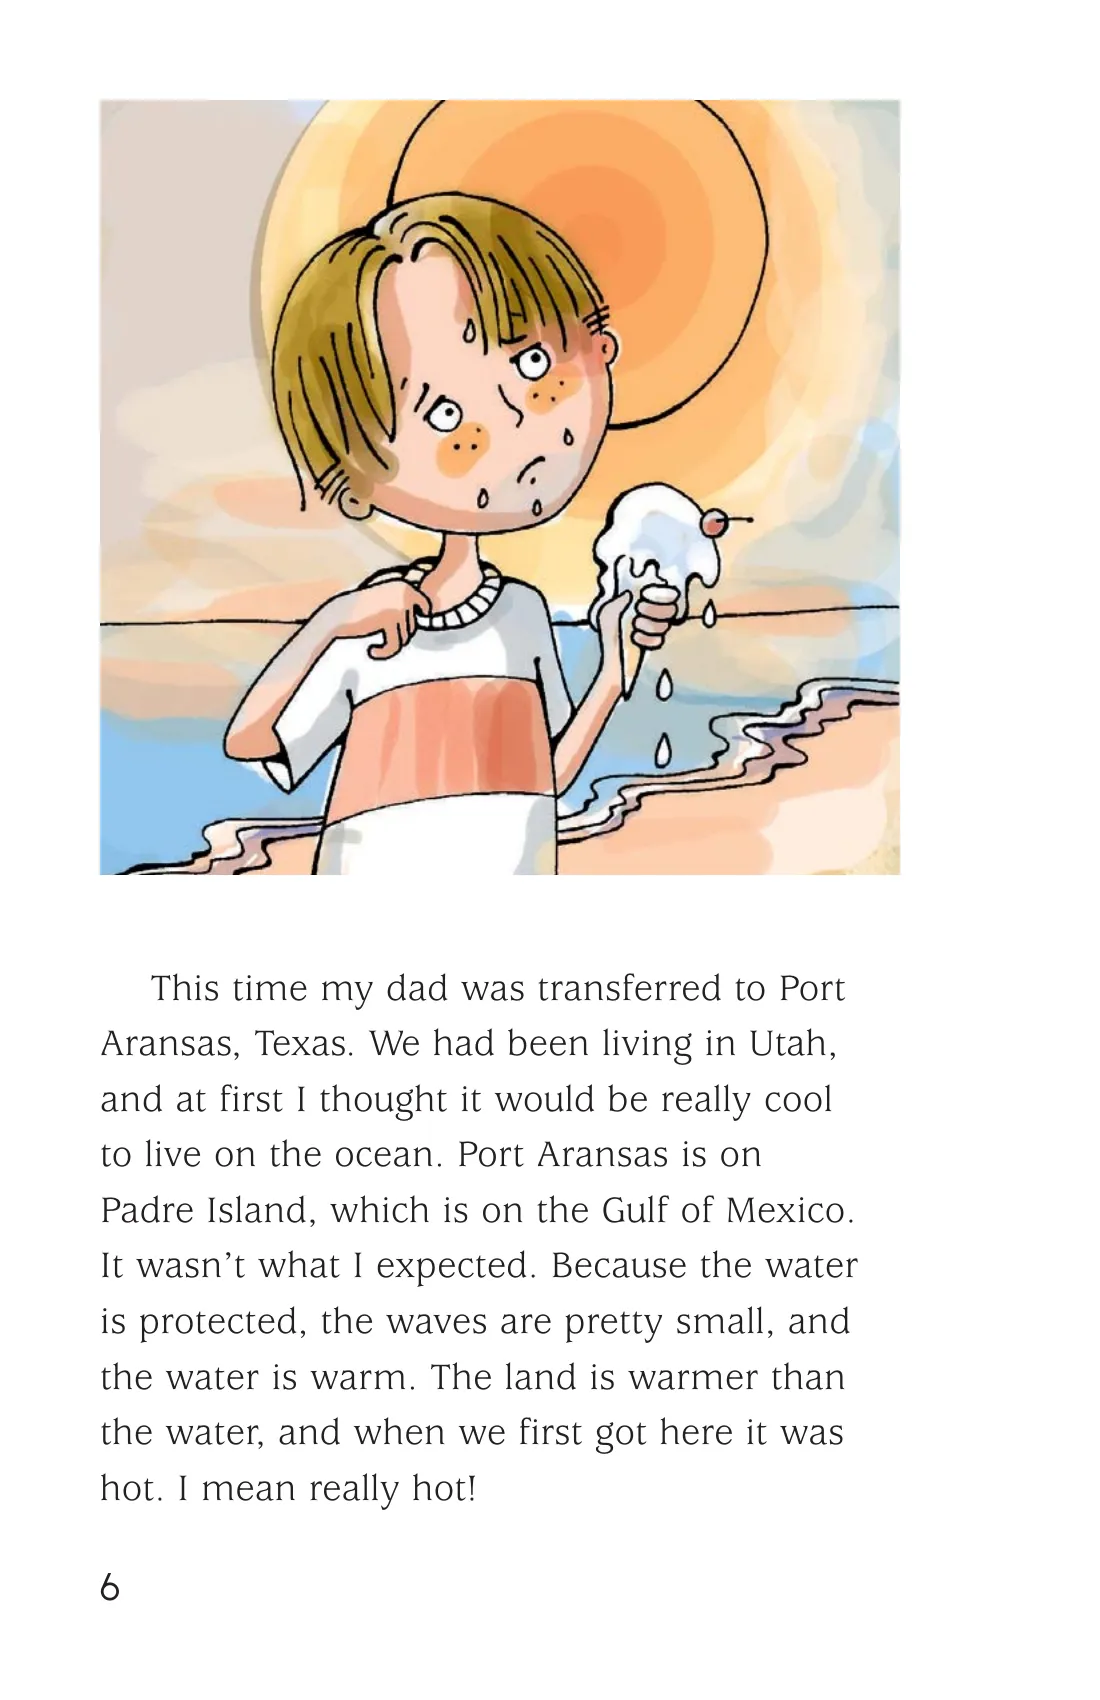 This time my dad was transferred to Port
Aransas, Texas. We had been living in Utah,
and at first I thought it would be really cool
to live on the ocean. Port Aransas is on
Padre Island, which is on the Gulf of Mexico.
It wasn’t what I expected. Because the water
is protected, the waves are pretty small, and
the water is warm. The land is warmer than
the water, and when we first got here it was
hot. I mean really hot!
6